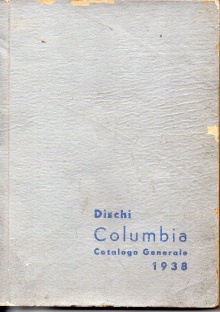 Dischi
Columbia
Catalogo Generale
1938